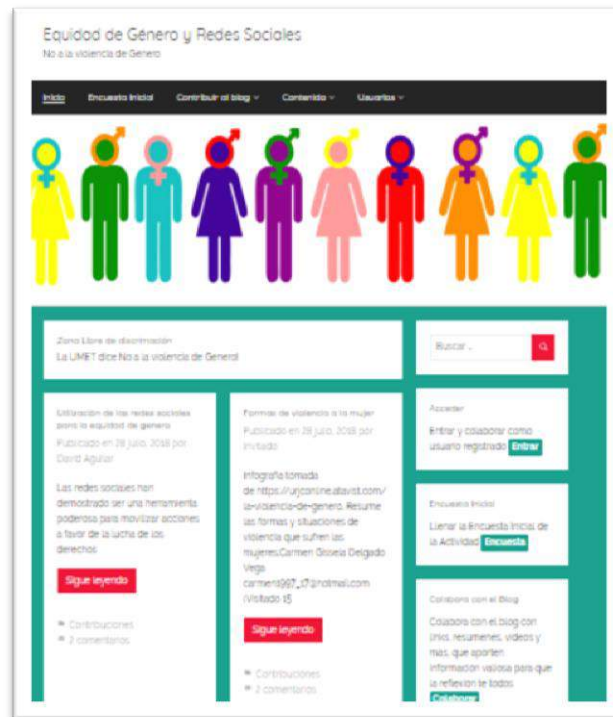 Equidad de Género y Redes Sociales
No a la violencia de Género
Inicio
Encuesta Inicial
Contribuir al blog
Contenido
Usuarios
Zona Libre de discriminación
La UMET dice No a la violencia de Genero!
Buscar ...
Utilización de las redes sociales
para la equidad de genero
Publicado en 28 julio, 2018 por
David Aguilar
Las redes sociales han
demostrado ser una herramienta
poderosa para movilizar acciones
a favor de la lucha de los
derechos
Sigue leyendo
Contribuciones
2 comentarios
Formas de violencia a la mujer
Publicado en 28 julio, 2018 por
invitado
Infografía tomada
de https://urjconline.atavist.com/
la-violencia-de-genero. Resume
las formas y situaciones de
violencia que sufren las
mujeres.Carmen Gissela Delgado
Vega
carmen1997_17@hotmail.com
(Visitado 15
Sigue leyendo
Contribuciones
2 comentarios
Acceder
Entrar y colaborar como
usuario registrado Entrar
Encuesta Inicial
Llenar la Encuesta Inicial de
la Actividad Encuesta
Colabora con el Blog
Colabora con el blog con
links, resumenes, videos y
mas, que aporten
información valiosa para que
la reflexión de todos
Colaborar